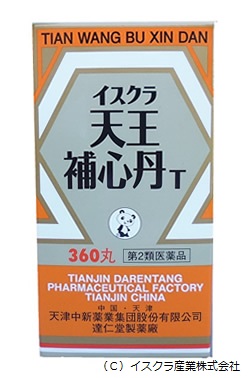 TIAN WANG BU XIN DAN
イスクラ
天王
補心丹T
360丸 第2類医薬品
TIANJIN DARENTANG
PHARMACEUTICAL FACTORY
TIANJIN CHINA
中国・天津
天津中新薬業集団股份有限公司
達仁堂製薬廠
(C) イスクラ産業株式会社